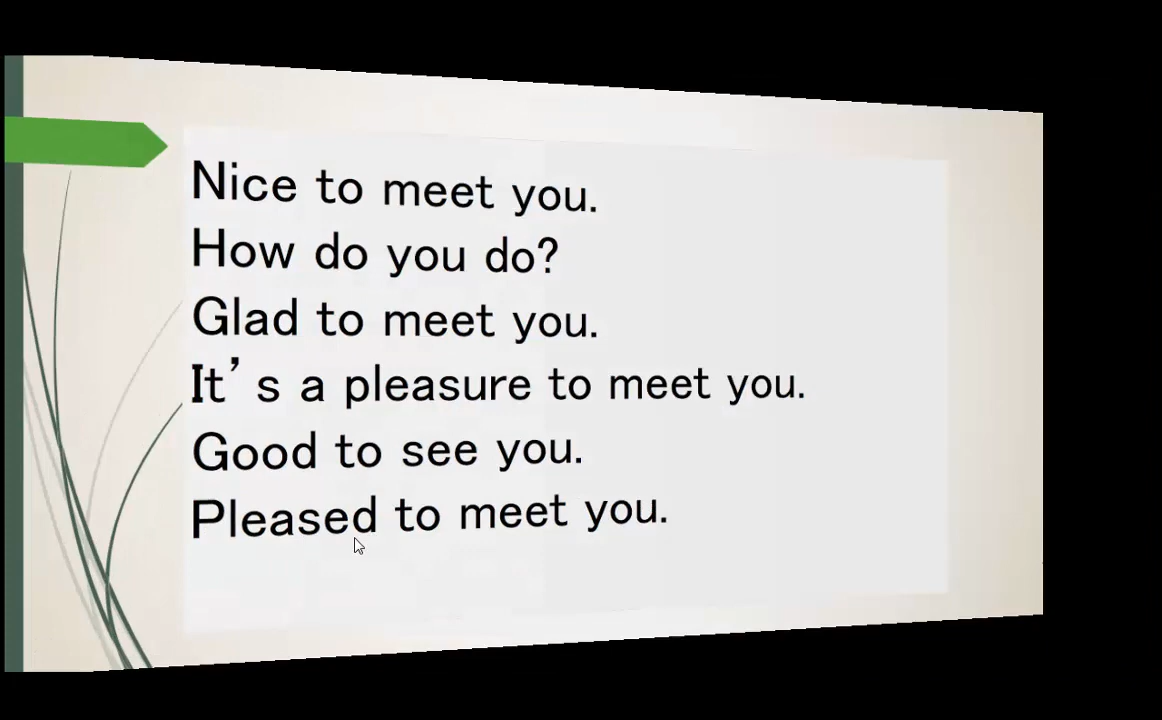 Nice to meet you.
How do you do?
Glad to meet you.
It’s a pleasure to meet you.
Good to see you.
Pleased to meet you.